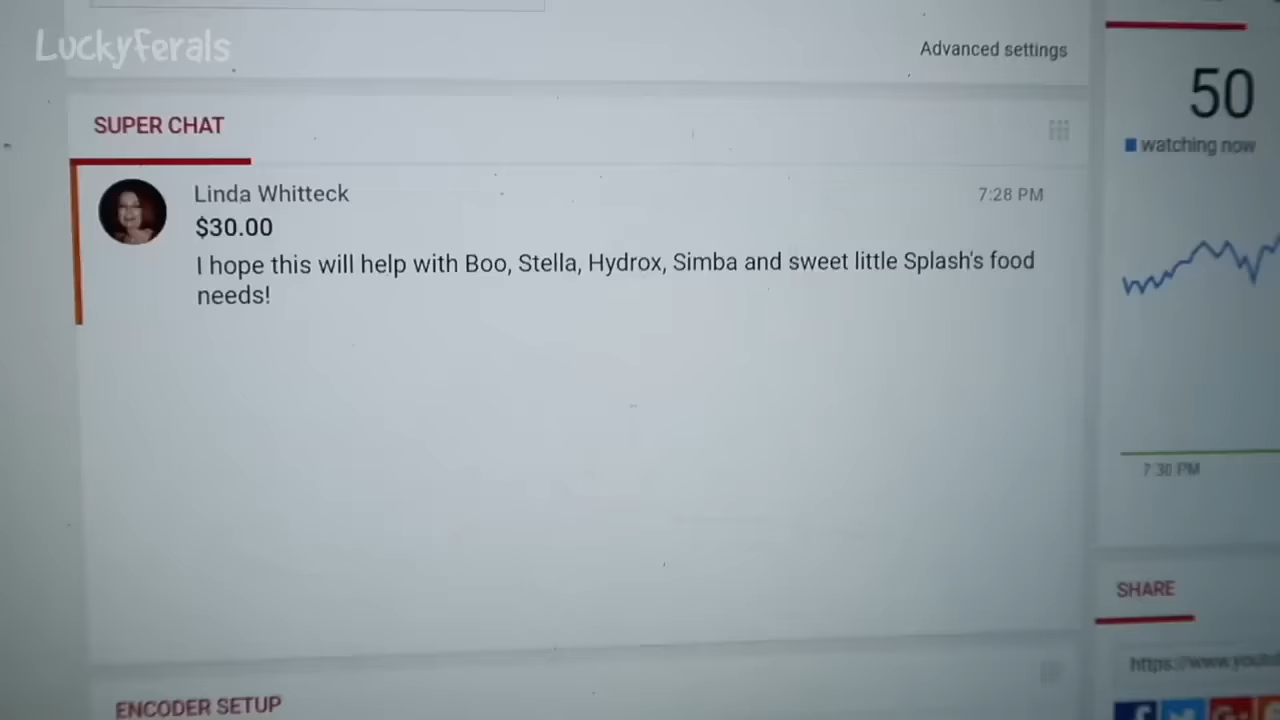 LuckyFerals
Advanced settings
SUPER CHAT
50
watching now
Linda Whitteck
7:28 PM
$30.00
I hope this will help with Boo, Stella, Hydrox, Simba and sweet little Splash's food
needs!
7:30 PM
SHARE
https://www.youtu
ENCODER SETUP